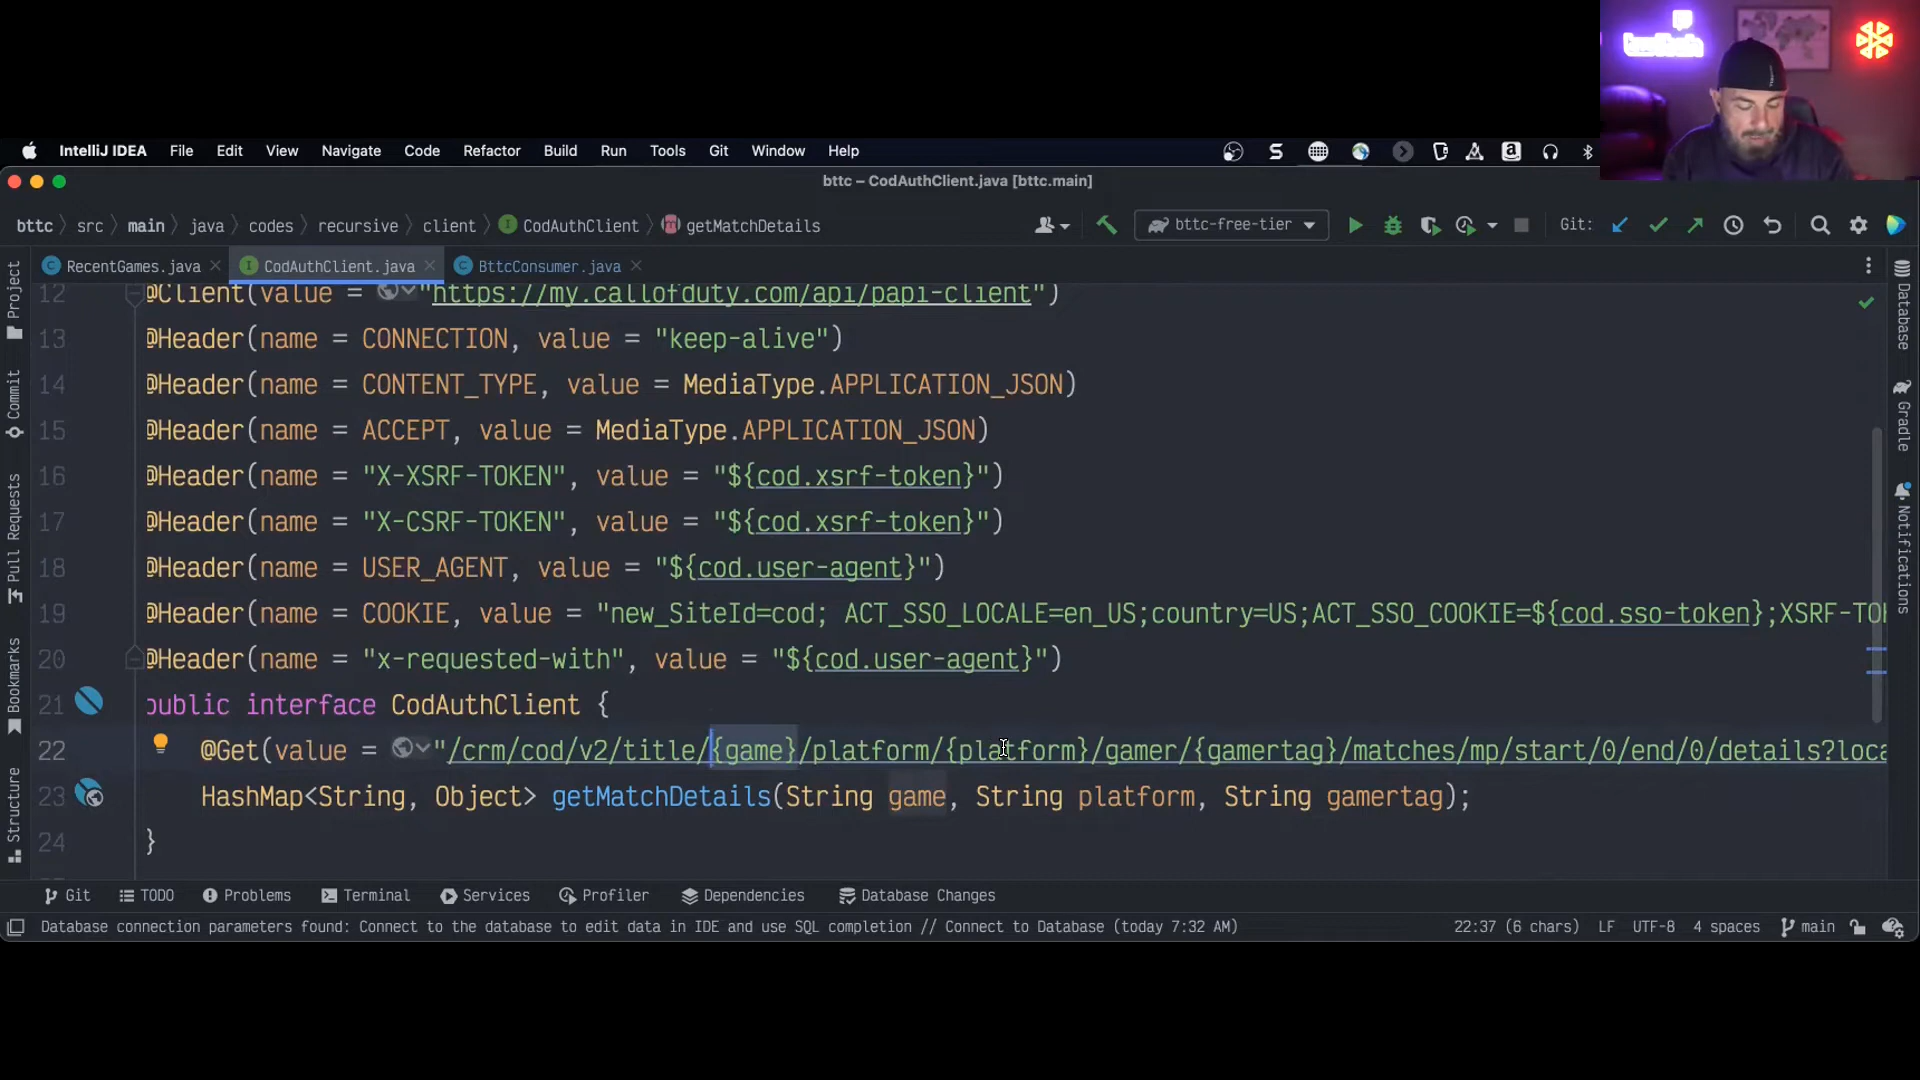 IntelliJ IDEA File Edit View Navigate Code Refactor Build Run Tools Git VCS Window Help
bttc – CodAuthClient.java [bttc.main]
bttc src main java codes recursive client CodAuthClient getMatchDetails bttc-free-tier Git:
RecentGames.java CodAuthClient.java BttcConsumer.java
12 @Client(value = "https://my.callofduty.com/api/papi-client")
13 @Header(name = CONNECTION, value = "keep-alive")
14 @Header(name = CONTENT_TYPE, value = MediaType.APPLICATION_JSON)
15 @Header(name = ACCEPT, value = MediaType.APPLICATION_JSON)
16 @Header(name = "X-XSRF-TOKEN", value = "${cod.xsrf-token}")
17 @Header(name = "X-CSRF-TOKEN", value = "${cod.xsrf-token}")
18 @Header(name = USER_AGENT, value = "${cod.user-agent}")
19 @Header(name = COOKIE, value = "new_SiteId=cod; ACT_SSO_LOCALE=en_US;country=US;ACT_SSO_COOKIE=${cod.sso-token};XSRF-TO
20 @Header(name = "x-requested-with", value = "${cod.user-agent}")
21 public interface CodAuthClient {
22 @Get(value = "/crm/cod/v2/title/{game}/platform/{platform}/gamer/{gamertag}/matches/mp/start/0/end/0/details?loca
23 HashMap<String, Object> getMatchDetails(String game, String platform, String gamertag);
24 }
Project
Commit
Pull Requests
Bookmarks
Structure
Database
Gradle
Notifications
Git TODO Problems Terminal Services Profiler Dependencies Database Changes
Database connection parameters found: Connect to the database to edit data in IDE and use SQL completion // Connect to Database (today 7:32 AM) 22:37 (6 chars) LF UTF-8 4 spaces main